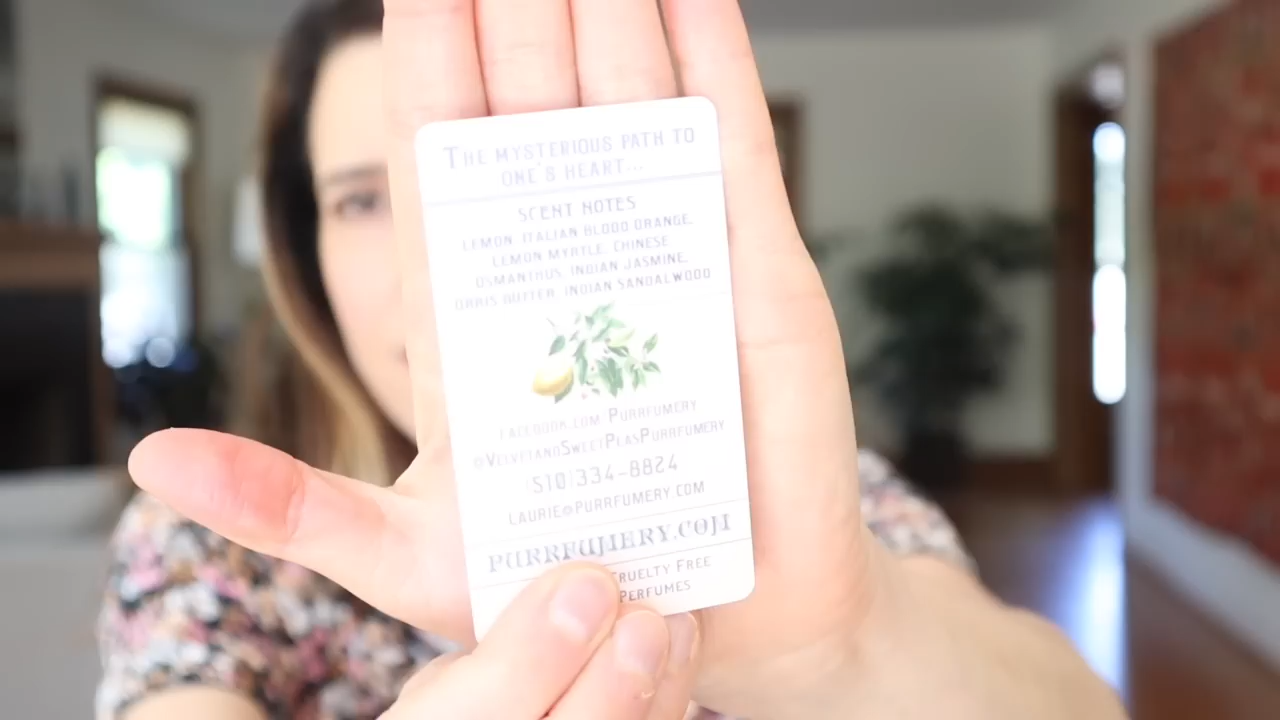 THE MYSTERIOUS PATH TO
ONE'S HEART...
SCENT NOTES
LEMON, ITALIAN BLOOD ORANGE,
LEMON MYRTLE, CHINESE
OSMANTHUS, INDIAN JASMINE,
ORRIS BUTTER, INDIAN SANDALWOOD
FACEBOOK.COM/PURRFUMERY
@VELVETANDSWEETPEASPURRFUMERY
(510)334-8824
LAURIE@PURRFUMERY.COM
PURRFUMERY.COM
CRUELTY FREE
PERFUMES